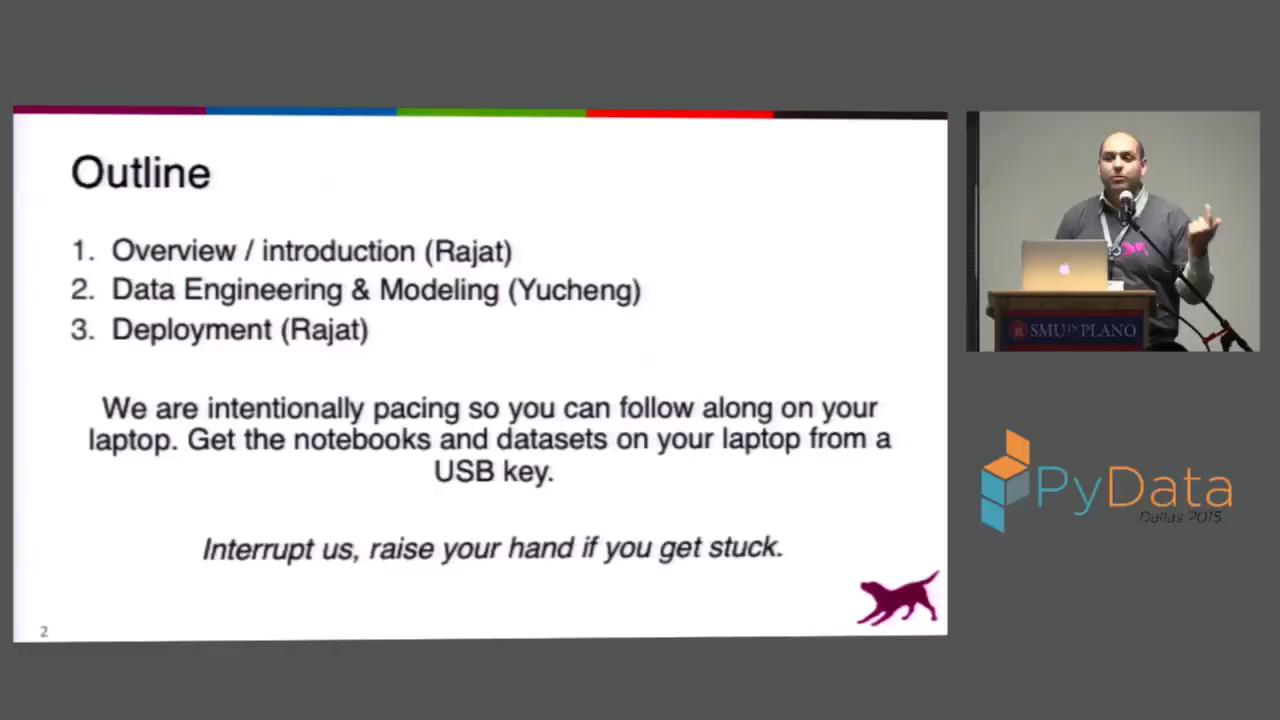 Outline
1. Overview / introduction (Rajat)
2. Data Engineering & Modeling (Yucheng)
3. Deployment (Rajat)
We are intentionally pacing so you can follow along on your
laptop. Get the notebooks and datasets on your laptop from a
USB key.
Interrupt us, raise your hand if you get stuck.
2
SMU IN PLANO
PyData
Dallas 2015